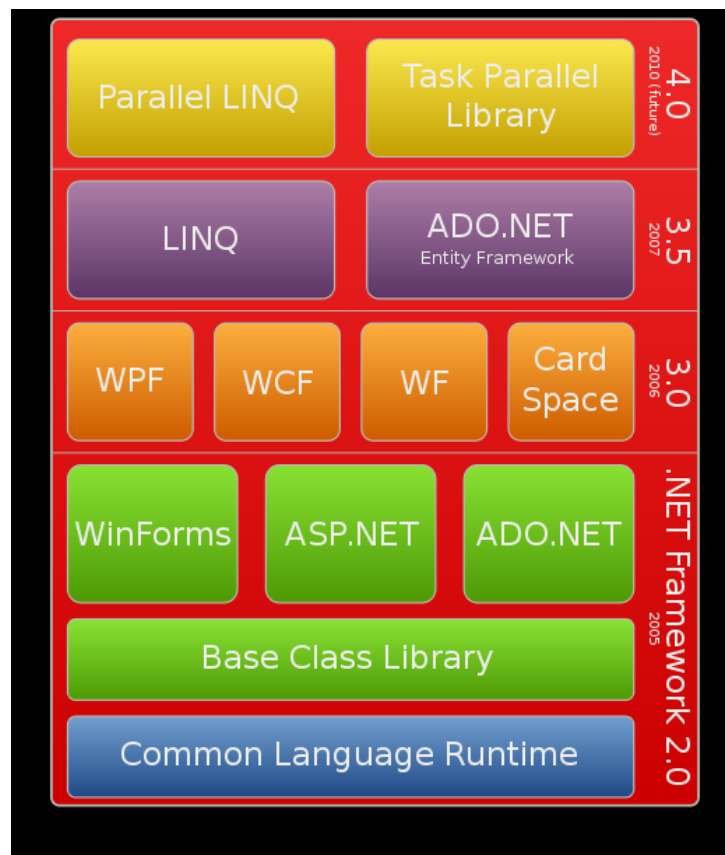 Parallel LINQ
Task Parallel
Library
4.0
2010 (future)
LINQ
ADO.NET
Entity Framework
3.5
2007
WPF
WCF
WF
Card
Space
3.0
2006
WinForms
ASP.NET
ADO.NET
Base Class Library
Common Language Runtime
.NET Framework 2.0
2005